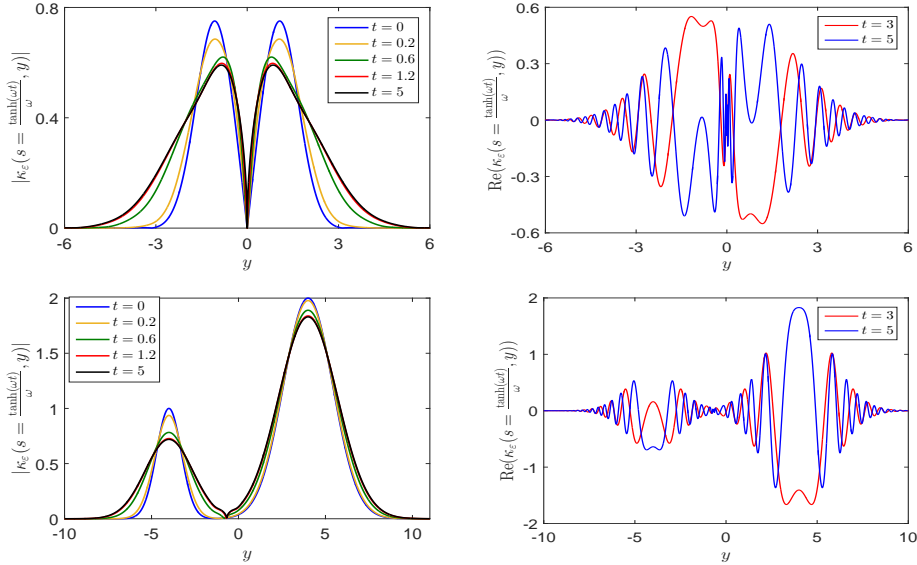 |κ_ε(s = tanh(ωt)/ω, y)|
0.8
0.4
0
-6
-3
0
3
6
y
t = 0
t = 0.2
t = 0.6
t = 1.2
t = 5
Re(κ_ε(s = tanh(ωt)/ω, y))
0.6
0.3
0
-0.3
-0.6
-6
-3
0
3
6
y
t = 3
t = 5
|κ_ε(s = tanh(ωt)/ω, y)|
2
1.5
1
0.5
0
-10
-5
0
5
10
y
t = 0
t = 0.2
t = 0.6
t = 1.2
t = 5
Re(κ_ε(s = tanh(ωt)/ω, y))
2
1
0
-1
-2
-10
-5
0
5
10
y
t = 3
t = 5